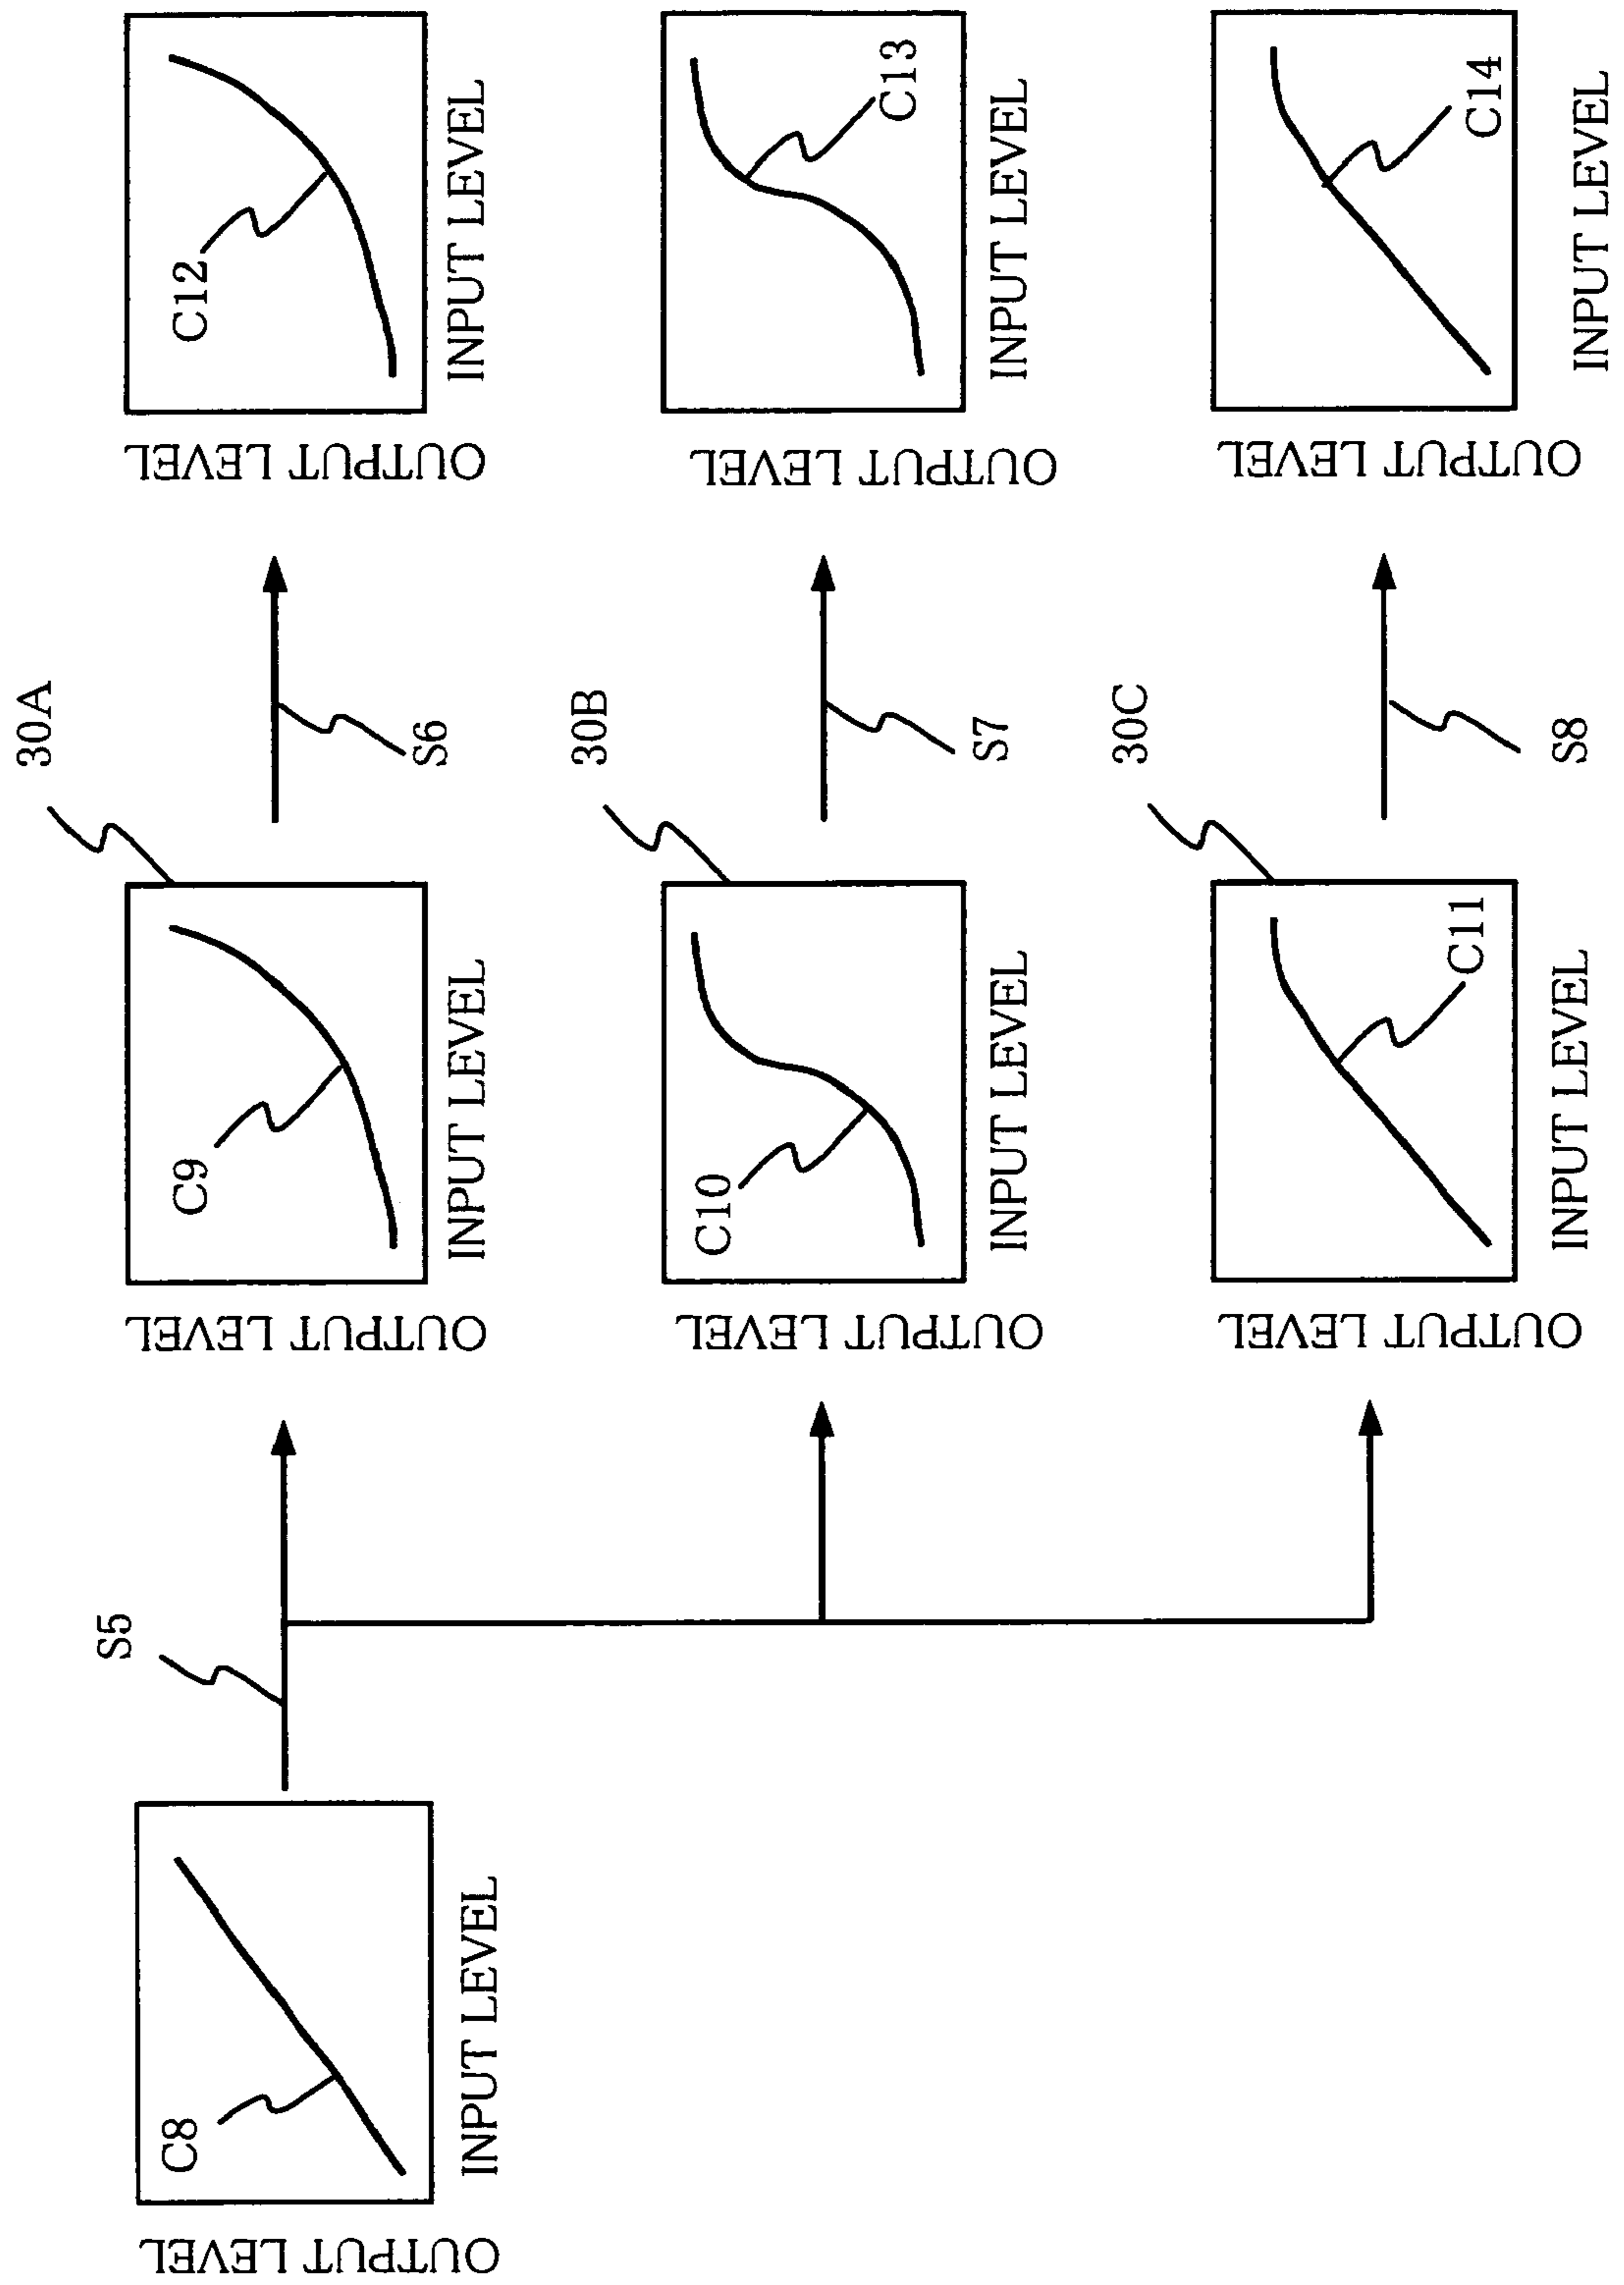 C8
OUTPUT LEVEL
INPUT LEVEL
S5
30A
C9
OUTPUT LEVEL
INPUT LEVEL
S6
C12
OUTPUT LEVEL
INPUT LEVEL
30B
C10
OUTPUT LEVEL
INPUT LEVEL
S7
C13
OUTPUT LEVEL
INPUT LEVEL
30C
C11
OUTPUT LEVEL
INPUT LEVEL
S8
C14
OUTPUT LEVEL
INPUT LEVEL